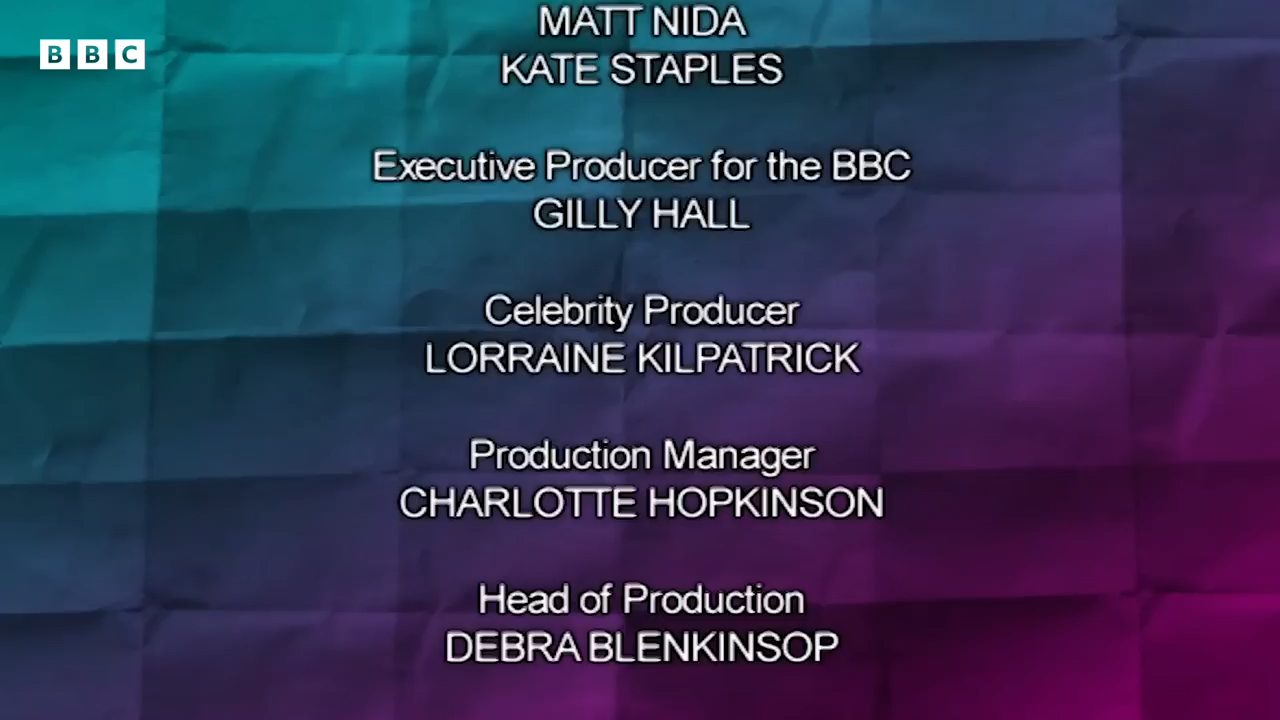 BBC
MATT NIDA
KATE STAPLES
Executive Producer for the BBC
GILLY HALL
Celebrity Producer
LORRAINE KILPATRICK
Production Manager
CHARLOTTE HOPKINSON
Head of Production
DEBRA BLENKINSOP